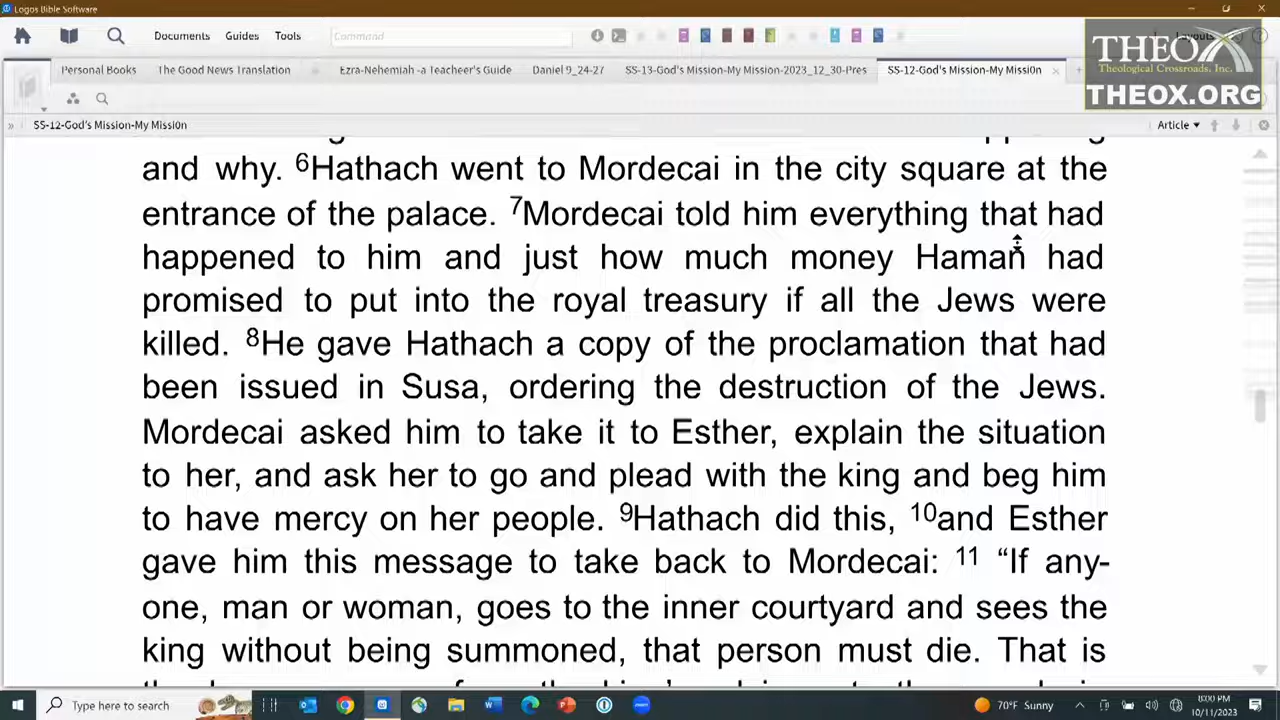 Logos Bible Software
Documents Guides Tools Command Layouts
Personal Books The Good News Translation Daniel 9_24-27 SS-13-God's Mission-My Mission-2023_12_30-Pres SS-12-God's Mission-My Missi0n
SS-12-God's Mission-My Missi0n Article
THEOX
Theological Crossroads, Inc.
THEOX.ORG
and why. 6Hathach went to Mordecai in the city square at the
entrance of the palace. 7Mordecai told him everything that had
happened to him and just how much money Haman had
promised to put into the royal treasury if all the Jews were
killed. 8He gave Hathach a copy of the proclamation that had
been issued in Susa, ordering the destruction of the Jews.
Mordecai asked him to take it to Esther, explain the situation
to her, and ask her to go and plead with the king and beg him
to have mercy on her people. 9Hathach did this, 10and Esther
gave him this message to take back to Mordecai: 11 “If any-
one, man or woman, goes to the inner courtyard and sees the
king without being summoned, that person must die. That is
Type here to search 70°F Sunny 8:00 PM
10/11/2023